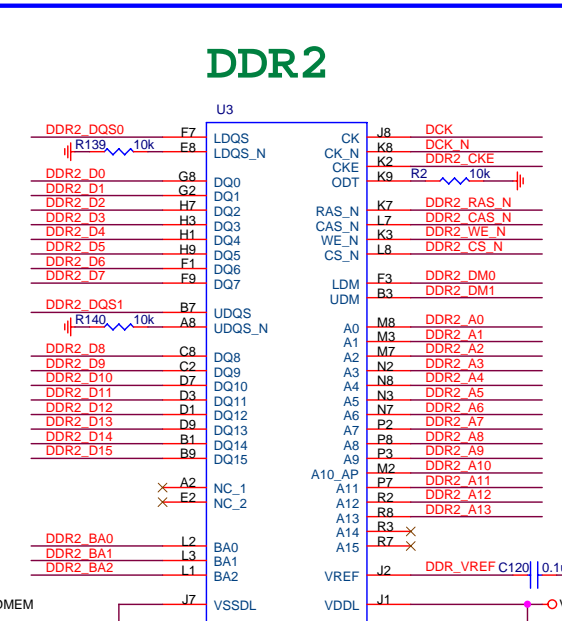 DDR2
U3
DDR2_DQS0 F7 LDQS CK J8 DCK
R139 10k E8 LDQS_N CK_N K8 DCK_N
CKE K2 DDR2_CKE
DDR2_D0 G8 DQ0 ODT K9 R2 10k
DDR2_D1 G2 DQ1
DDR2_D2 H7 DQ2 RAS_N K7 DDR2_RAS_N
DDR2_D3 H3 DQ3 CAS_N L7 DDR2_CAS_N
DDR2_D4 H1 DQ4 WE_N K3 DDR2_WE_N
DDR2_D5 H9 DQ5 CS_N L8 DDR2_CS_N
DDR2_D6 F1 DQ6
DDR2_D7 F9 DQ7 LDM F3 DDR2_DM0
UDM B3 DDR2_DM1
DDR2_DQS1 B7 UDQS
R140 10k A8 UDQS_N A0 M8 DDR2_A0
A1 M3 DDR2_A1
DDR2_D8 C8 DQ8 A2 M7 DDR2_A2
DDR2_D9 C2 DQ9 A3 N2 DDR2_A3
DDR2_D10 D7 DQ10 A4 N8 DDR2_A4
DDR2_D11 D3 DQ11 A5 N3 DDR2_A5
DDR2_D12 D1 DQ12 A6 N7 DDR2_A6
DDR2_D13 D9 DQ13 A7 P2 DDR2_A7
DDR2_D14 B1 DQ14 A8 P8 DDR2_A8
DDR2_D15 B9 DQ15 A9 P3 DDR2_A9
A10_AP M2 DDR2_A10
A2 NC_1 A11 P7 DDR2_A11
E2 NC_2 A12 R2 DDR2_A12
A13 R8 DDR2_A13
A14 R3
DDR2_BA0 L2 BA0 A15 R7
DDR2_BA1 L3 BA1
DDR2_BA2 L1 BA2 VREF J2 DDR_VREF C120 0.1
OMEM J7 VSSDL VDDL J1 V